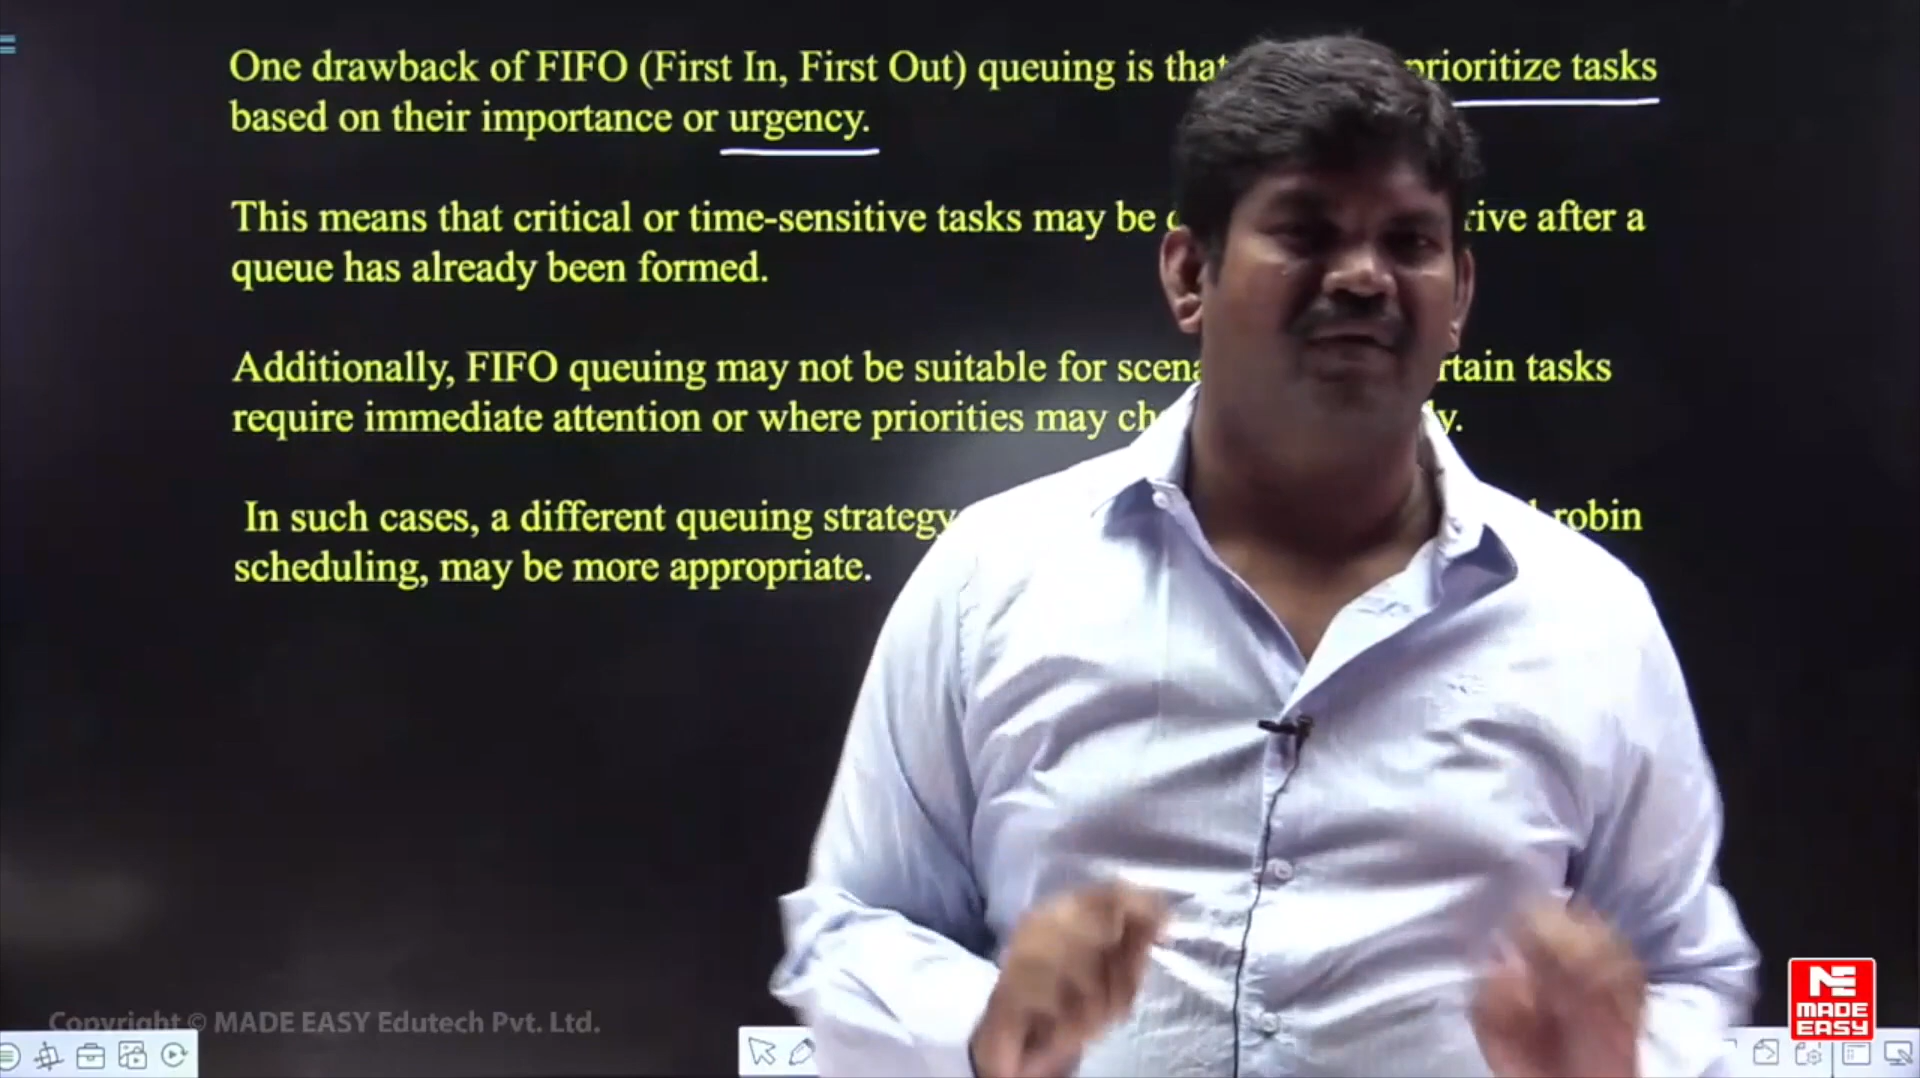 One drawback of FIFO (First In, First Out) queuing is that prioritize tasks
based on their importance or urgency.
This means that critical or time-sensitive tasks may be after a
queue has already been formed.
Additionally, FIFO queuing may not be suitable for tasks
require immediate attention or where priorities may
In such cases, a different queuing strategy robin
scheduling, may be more appropriate.
Copyright © MADE EASY Edutech Pvt. Ltd.
ME
MADE
EASY